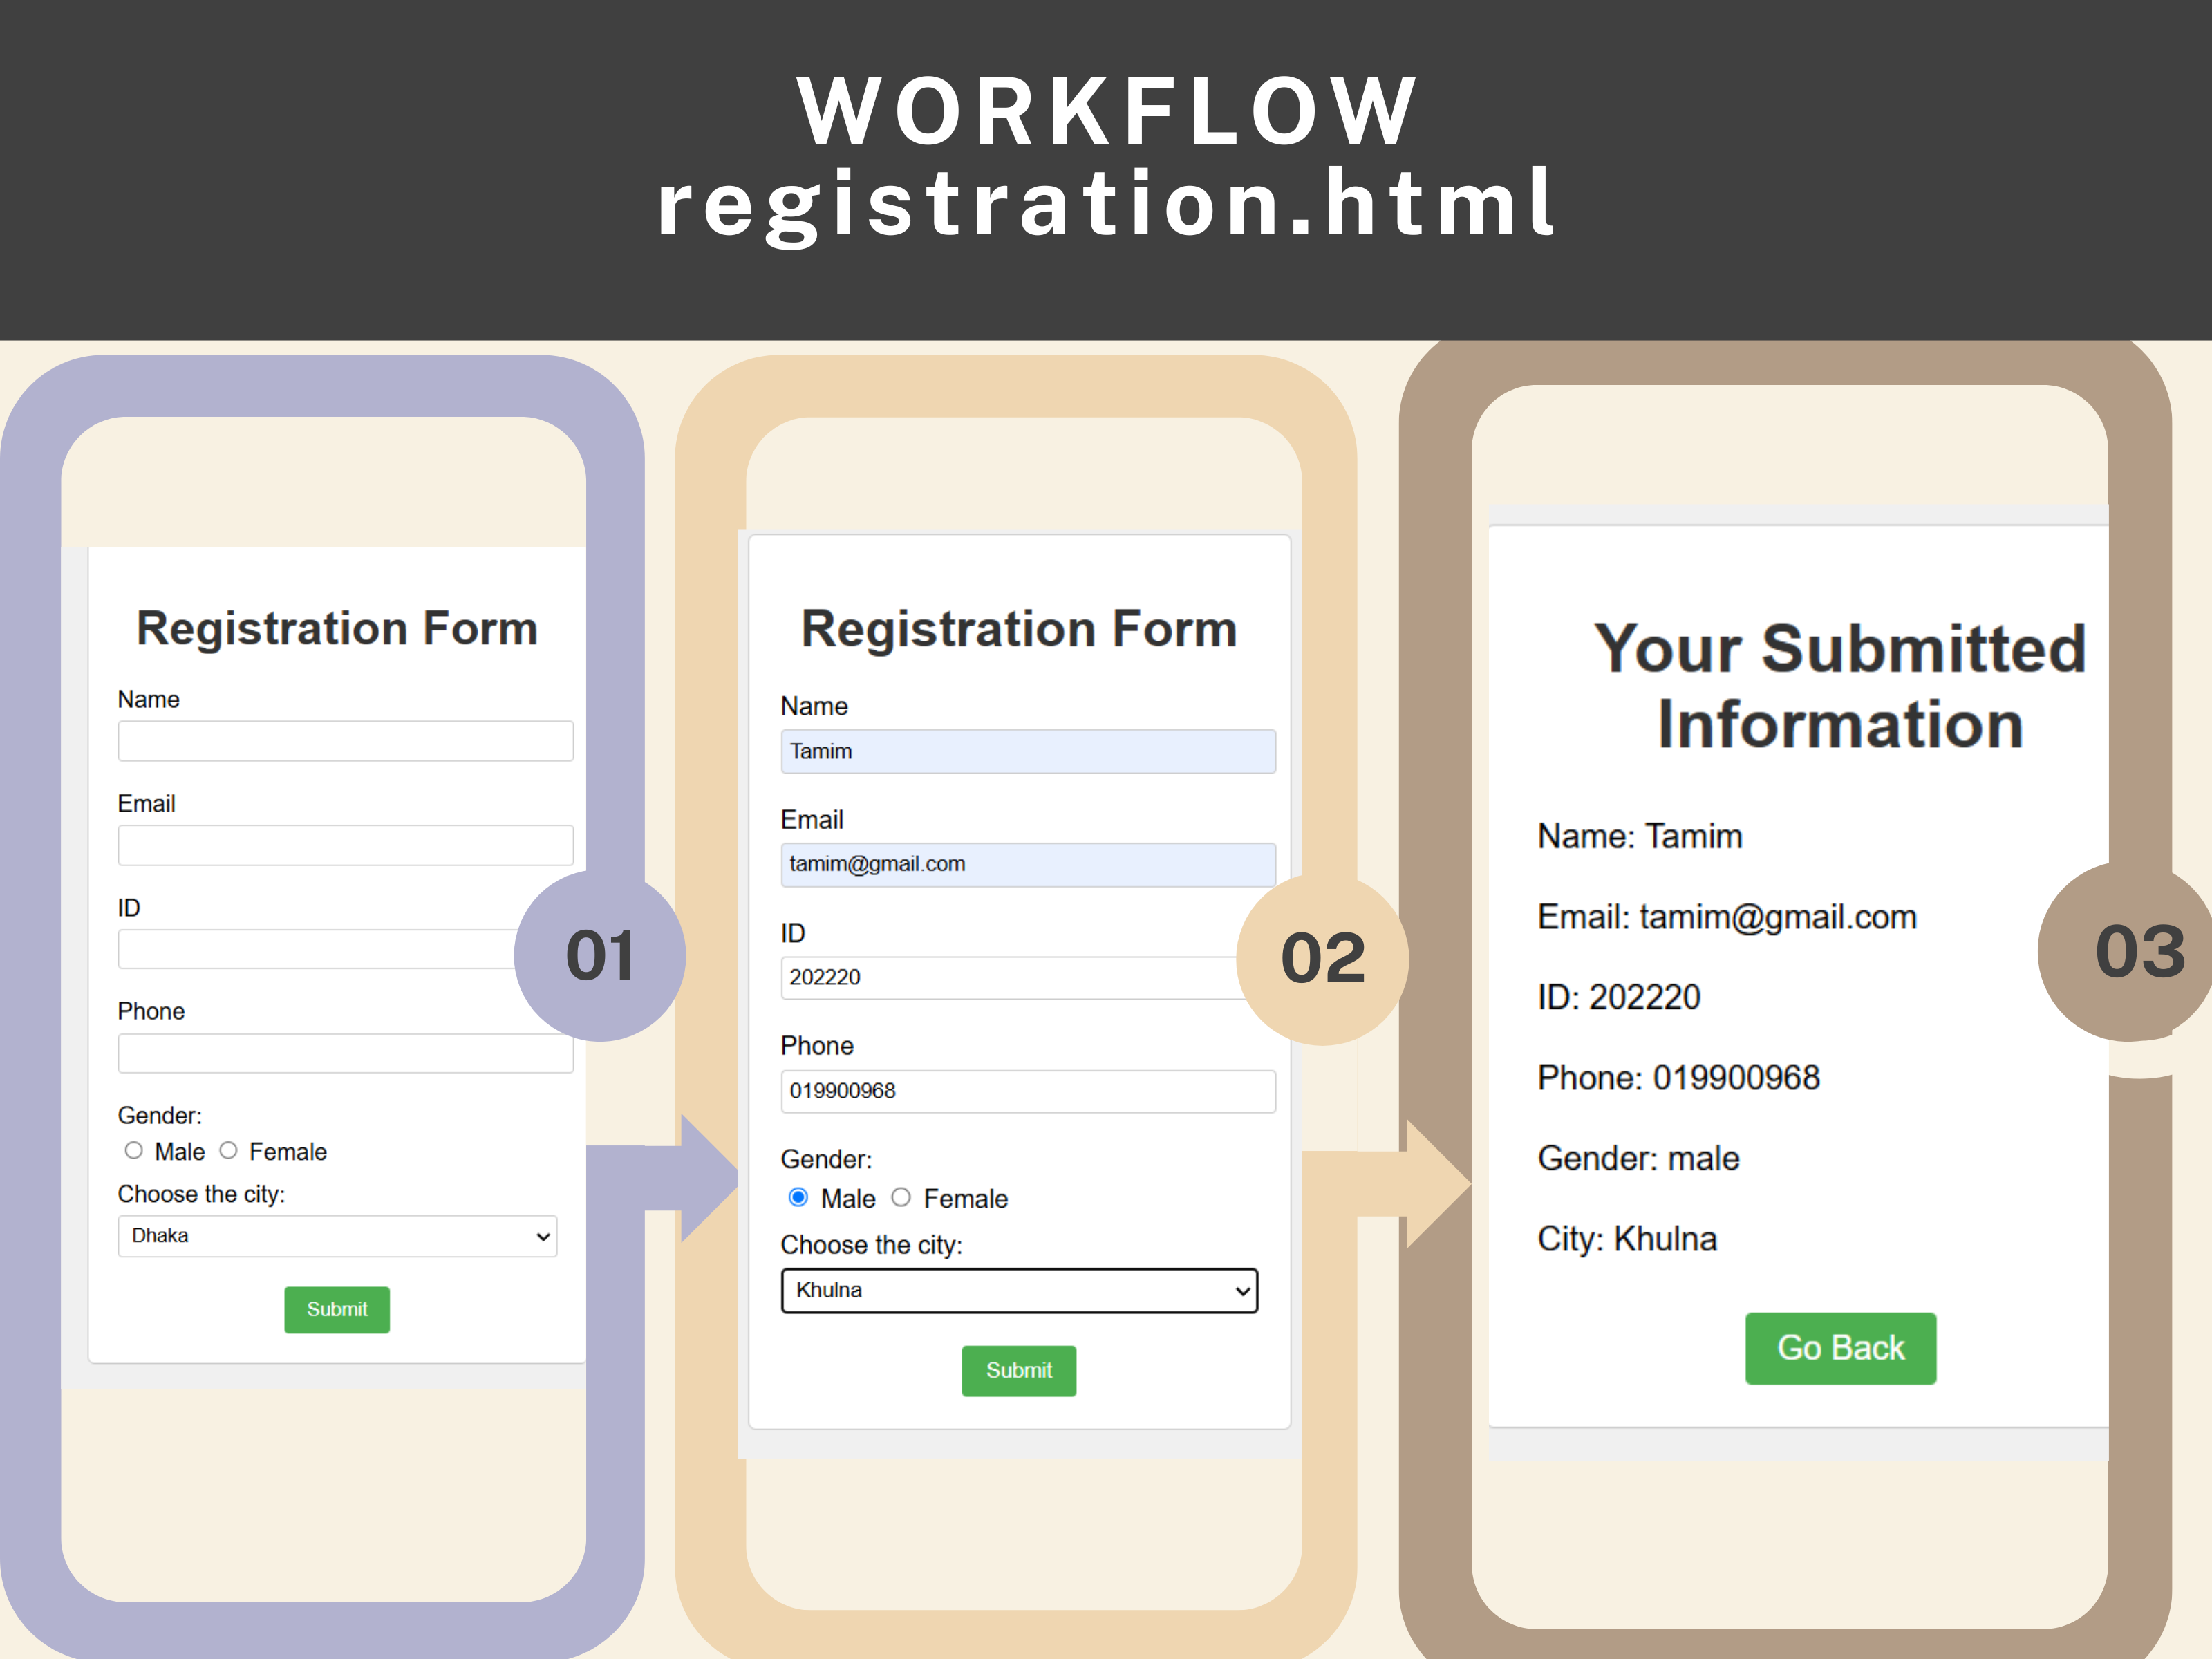 WORKFLOW
registration.html
Registration Form
Name
Email
ID
Phone
Gender:
Male Female
Choose the city:
Dhaka
Submit
01
Registration Form
Name
Tamim
Email
tamim@gmail.com
ID
202220
Phone
019900968
Gender:
Male Female
Choose the city:
Khulna
Submit
02
Your Submitted
Information
Name: Tamim
Email: tamim@gmail.com
ID: 202220
Phone: 019900968
Gender: male
City: Khulna
Go Back
03